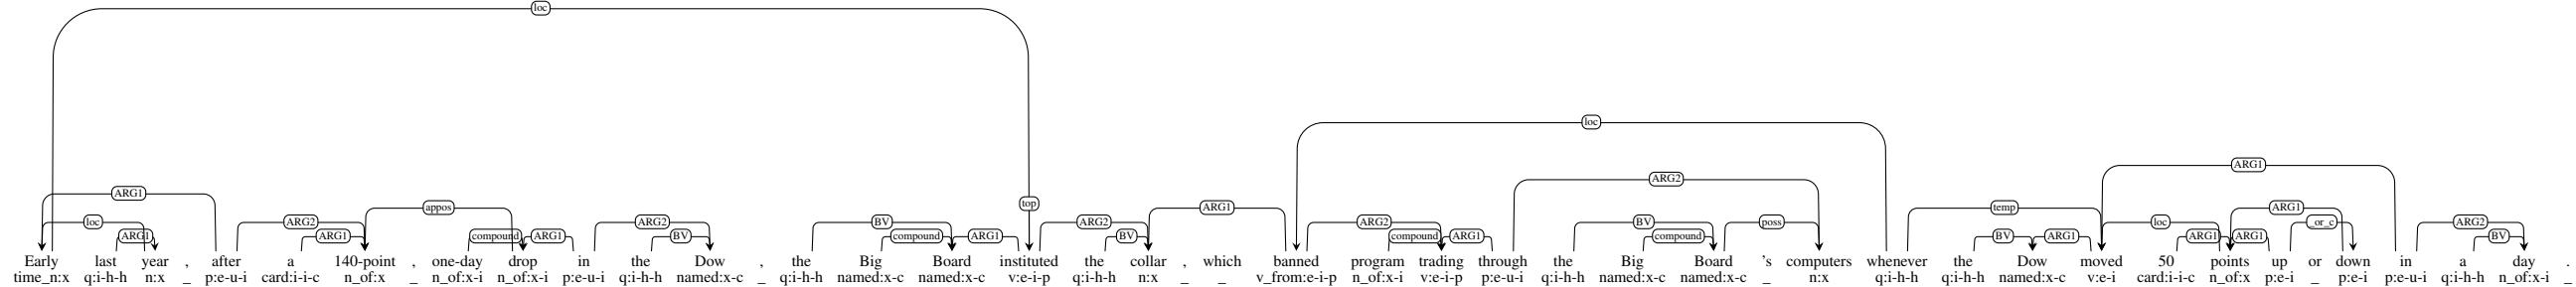 loc
loc
ARG1
ARG2
top
appos
ARG1
loc
ARG2 BV ARG2 ARG1 ARG2 BV poss temp loc ARG1 _or_c ARG2
ARG1 ARG1 compound ARG1 BV compound ARG1 BV compound ARG1 compound BV ARG1 ARG1 ARG1 BV
Early last year , after a 140-point , one-day drop in the Dow , the Big Board instituted the collar , which banned program trading through the Big Board 's computers whenever the Dow moved 50 points up or down in a day .
time_n:x q:i-h-h n:x _ p:e-u-i card:i-i-c n_of:x _ n_of:x-i n_of:x-i p:e-u-i q:i-h-h named:x-c _ q:i-h-h named:x-c named:x-c v:e-i-p q:i-h-h n:x _ _ v_from:e-i-p n_of:x-i v:e-i-p p:e-u-i q:i-h-h named:x-c named:x-c _ n:x q:i-h-h q:i-h-h named:x-c v:e-i card:i-i-c n_of:x p:e-i _ p:e-i p:e-u-i q:i-h-h n_of:x-i _